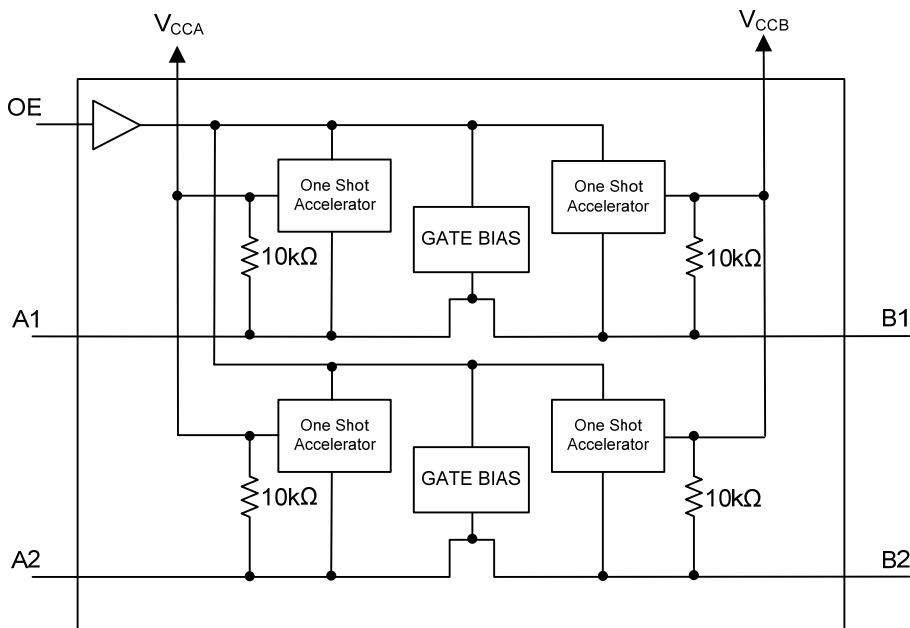 VCCA
VCCB
OE
One Shot
Accelerator
One Shot
Accelerator
GATE BIAS
10kΩ
10kΩ
A1
B1
One Shot
Accelerator
One Shot
Accelerator
GATE BIAS
10kΩ
10kΩ
A2
B2